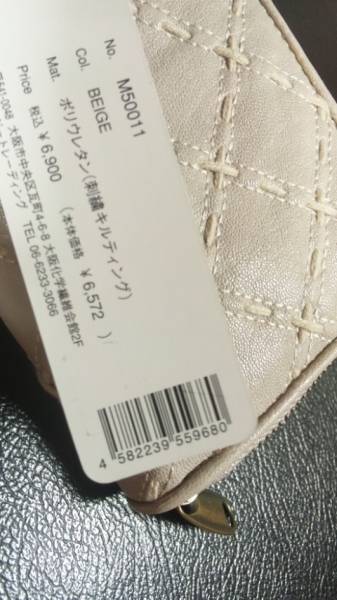 No. M50011
Col. BEIGE
Mat. ポリウレタン(刺繍キルティング)
(本体価格 ¥6,572 )
Price 税込 ¥6,900
541-0048 大阪市中央区瓦町4-6-8 大阪化学繊維会館2F
トレーディング TEL 06-6233-3066
4 582239 559680